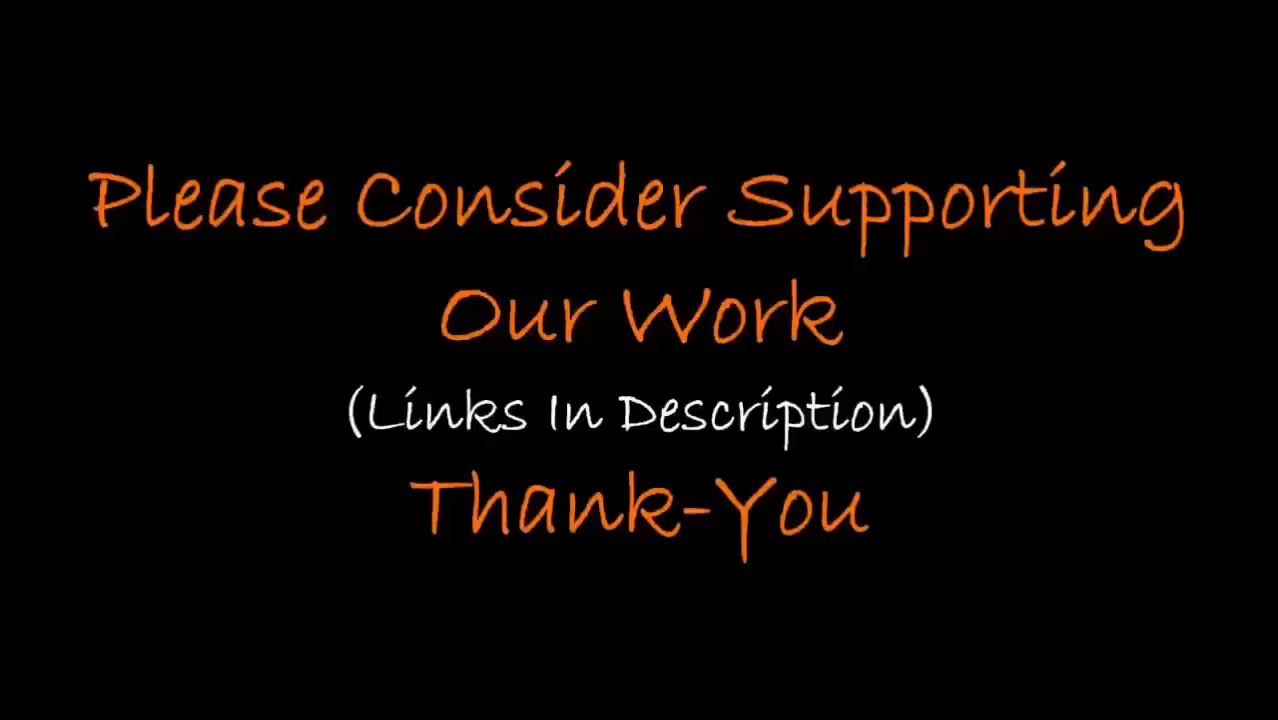 Please Consider Supporting
Our Work
(Links In Description)
Thank-You